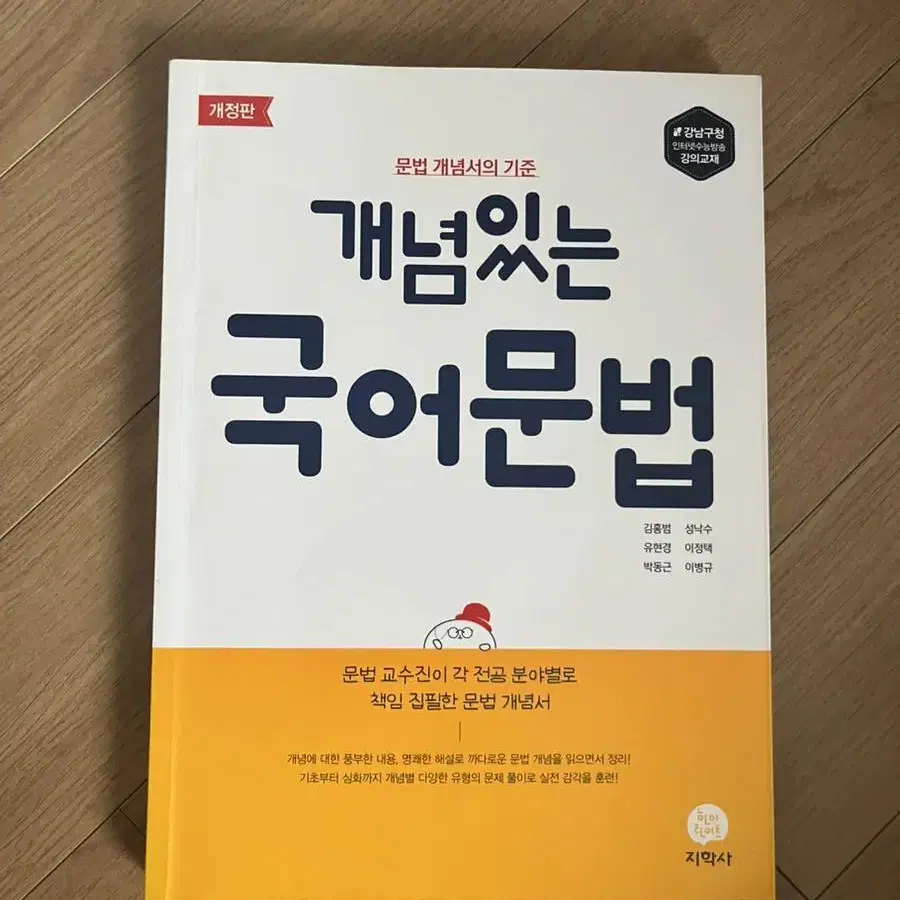 개정판
강남구청
인터넷수능방송
강의교재
문법 개념서의 기준
개념있는
국어문법
김홍범 성낙수
유현경 이정택
박동근 이병규
문법 교수진이 각 전공 분야별로
책임 집필한 문법 개념서
개념에 대한 풍부한 내용, 명쾌한 해설로 까다로운 문법 개념을 읽으면서 정리!
기초부터 심화까지 개념별 다양한 유형의 문제 풀이로 실전 감각을 훈련!
지학사